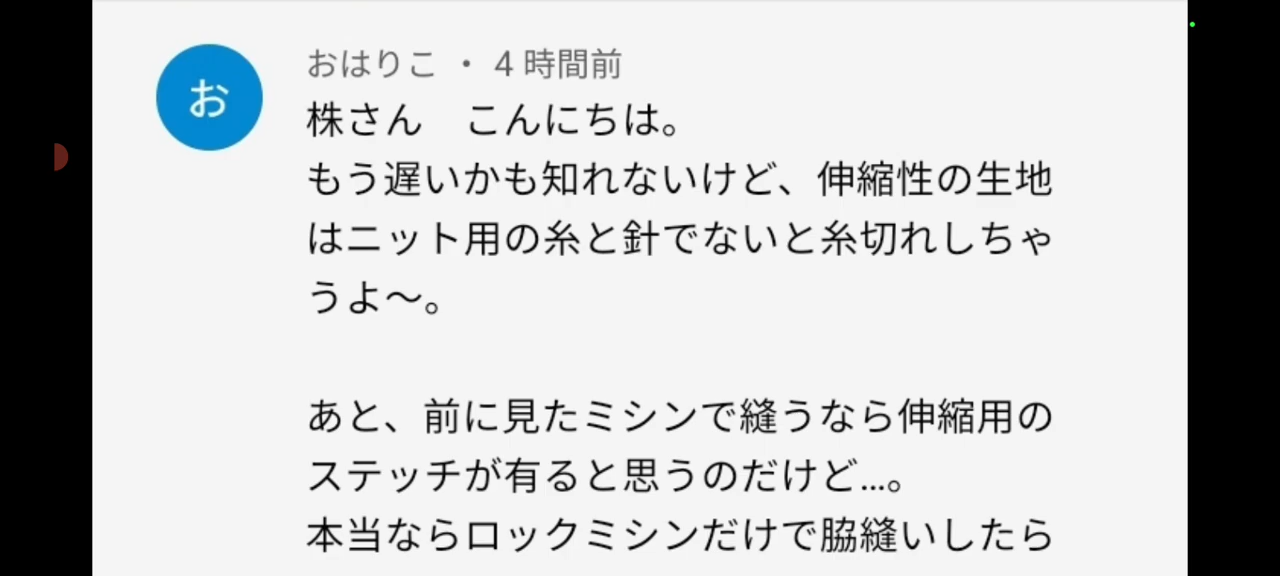 お
おはりこ ・ 4 時間前
株さん　こんにちは。
もう遅いかも知れないけど、伸縮性の生地
はニット用の糸と針でないと糸切れしちゃ
うよ〜。
あと、前に見たミシンで縫うなら伸縮用の
ステッチが有ると思うのだけど...。
本当ならロックミシンだけで脇縫いしたら